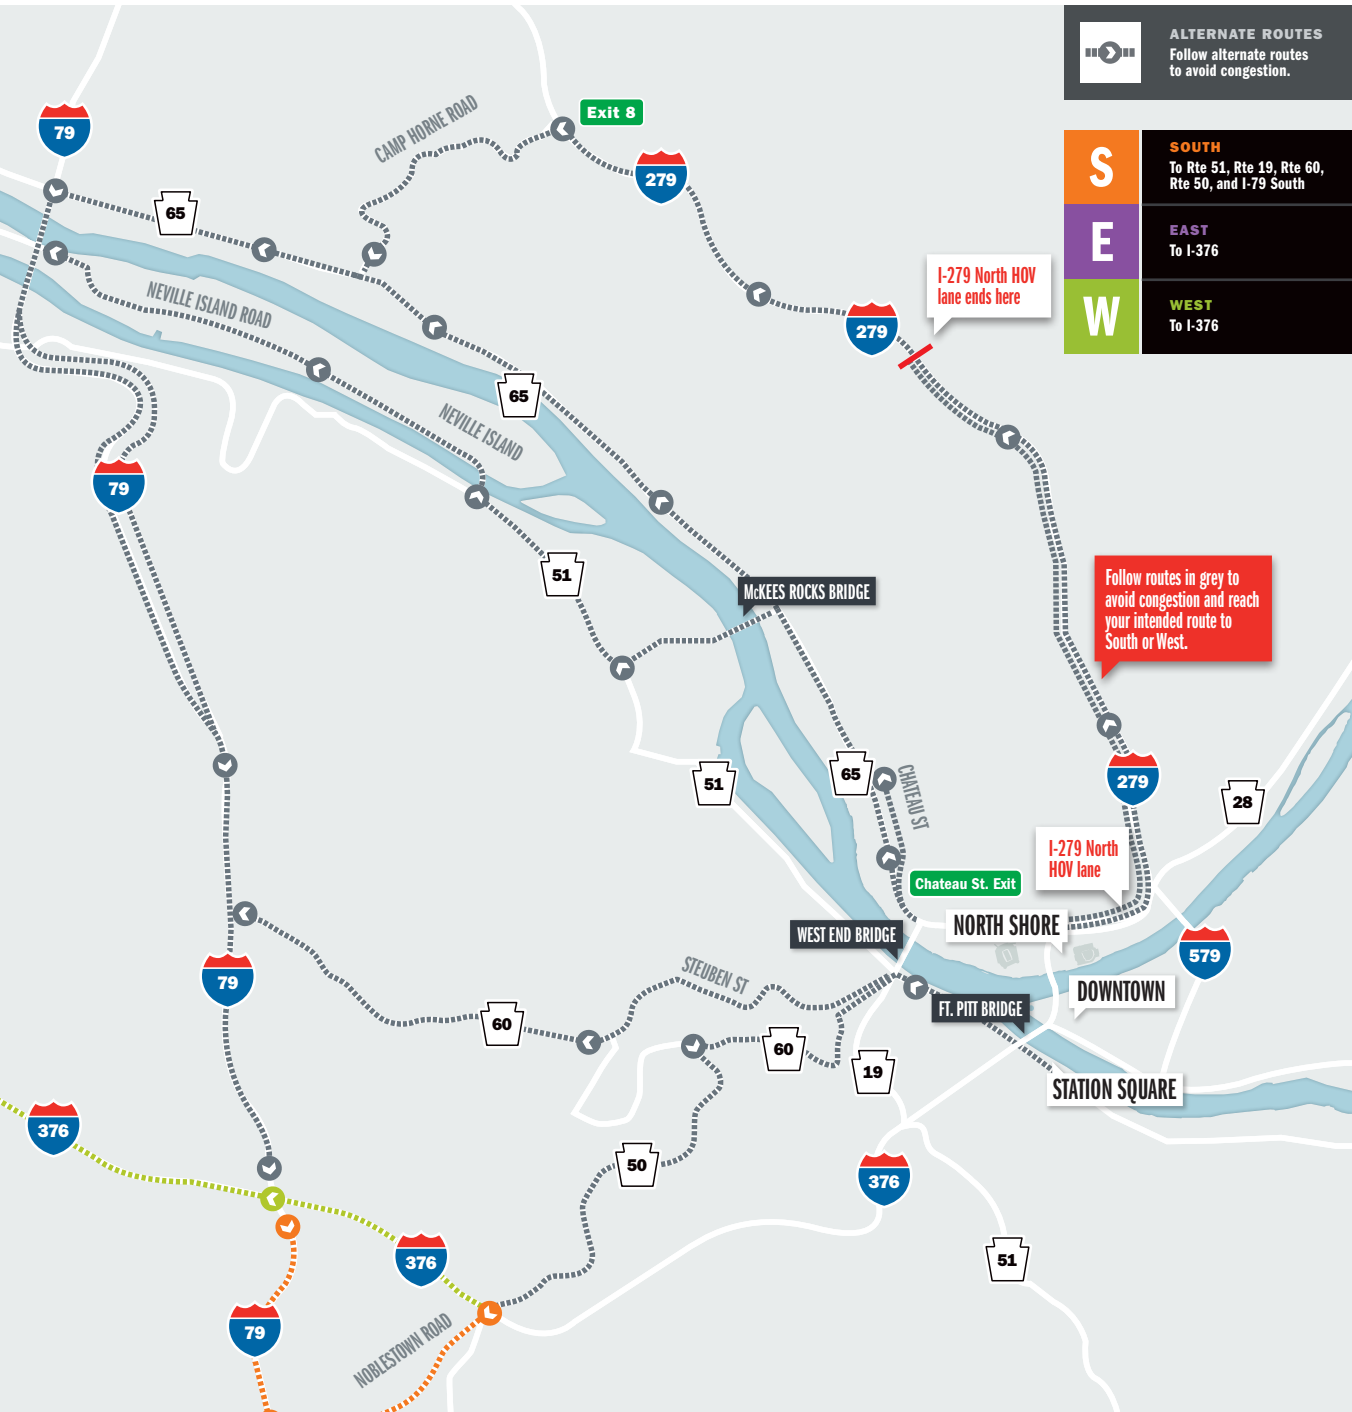 ALTERNATE ROUTES
Follow alternate routes
to avoid congestion.
S
SOUTH
To Rte 51, Rte 19, Rte 60,
Rte 50, and I-79 South
E
EAST
To I-376
W
WEST
To I-376
79
CAMP HORNE ROAD
Exit 8
279
65
I-279 North HOV
lane ends here
279
NEVILLE ISLAND ROAD
65
NEVILLE ISLAND
79
51
McKEES ROCKS BRIDGE
Follow routes in grey to
avoid congestion and reach
your intended route to
South or West.
51
65
CHATEAU ST
279
28
I-279 North
HOV lane
Chateau St. Exit
NORTH SHORE
WEST END BRIDGE
579
79
STEUBEN ST
DOWNTOWN
FT. PITT BRIDGE
60
60
19
STATION SQUARE
376
50
376
376
51
79
NOBLESTOWN ROAD